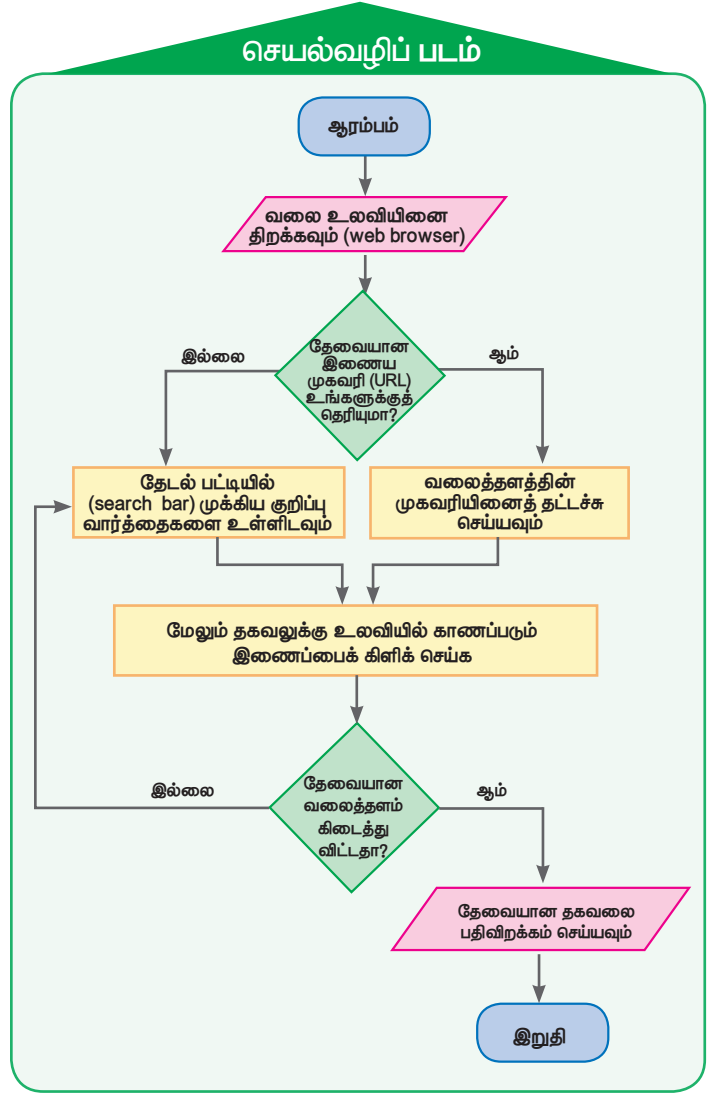 செயல்வழிப் படம்
ஆரம்பம்
வலை உலவியினை
திறக்கவும் (web browser)
தேவையான
இணைய
முகவரி (URL)
உங்களுக்குத்
தெரியுமா?
இல்லை
ஆம்
தேடல் பட்டியில்
(search bar) முக்கிய குறிப்பு
வார்த்தைகளை உள்ளிடவும்
வலைத்தளத்தின்
முகவரியினைத் தட்டச்சு
செய்யவும்
மேலும் தகவலுக்கு உலவியில் காணப்படும்
இணைப்பைக் கிளிக் செய்க
தேவையான
வலைத்தளம்
கிடைத்து
விட்டதா?
இல்லை
ஆம்
தேவையான தகவலை
பதிவிறக்கம் செய்யவும்
இறுதி